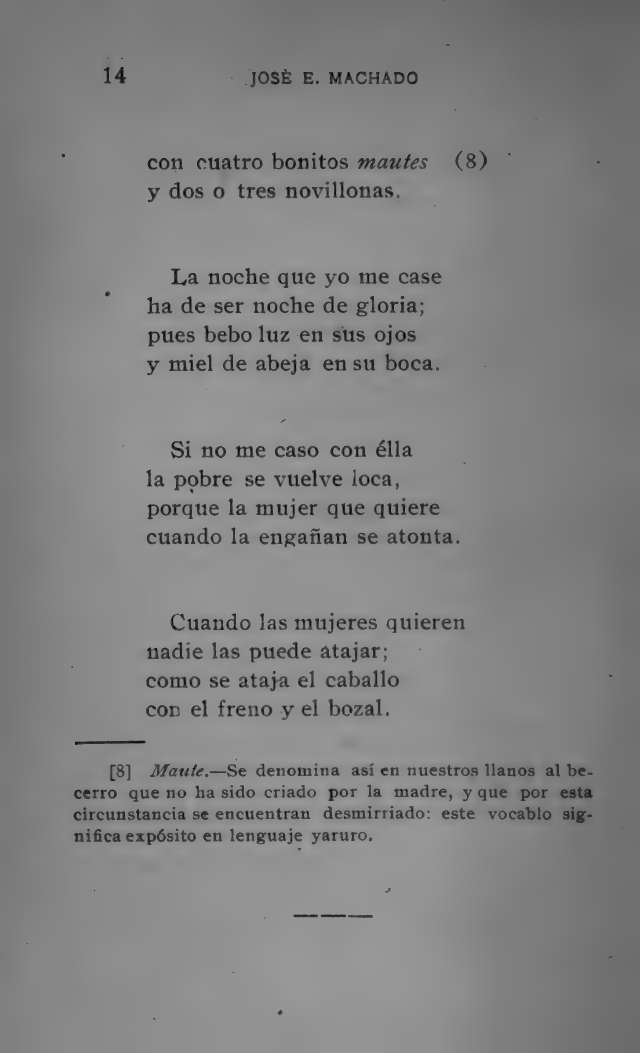 14 JOSÈ E. MACHADO
con cuatro bonitos mautes (8)
y dos o tres novillonas.
La noche que yo me case
ha de ser noche de gloria;
pues bebo luz en sus ojos
y miel de abeja en su boca.
Si no me caso con élla
la pobre se vuelve loca,
porque la mujer que quiere
cuando la engañan se atonta.
Cuando las mujeres quieren
nadie las puede atajar;
como se ataja el caballo
con el freno y el bozal.
[8] Maute.—Se denomina así en nuestros llanos al be-
cerro que no ha sido criado por la madre, y que por esta
circunstancia se encuentran desmirriado: este vocablo sig-
nifica expósito en lenguaje yaruro.